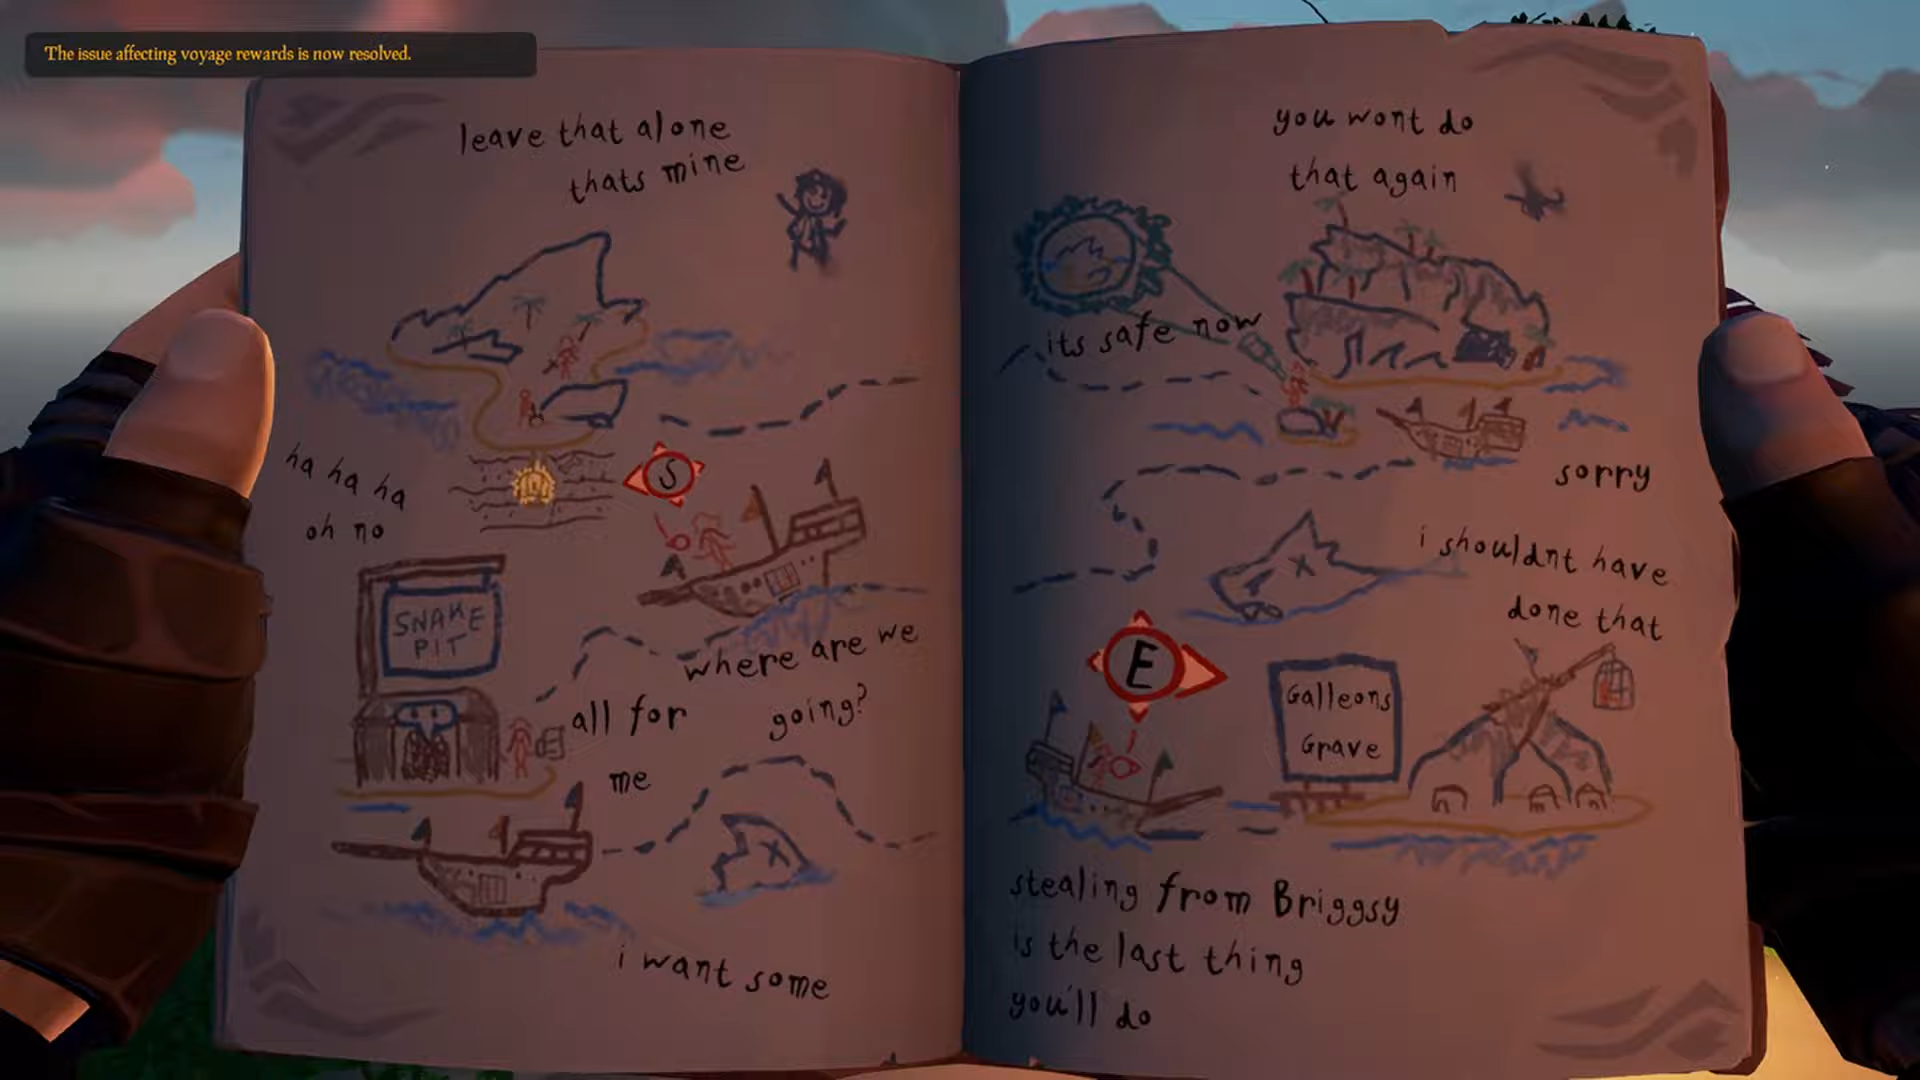 The issue affecting voyage rewards is now resolved.
leave that alone
thats mine
ha ha ha
oh no
S
SNAKE
PIT
where are we
going?
all for
me
i want some
you wont do
that again
its safe now
sorry
i shouldnt have
done that
E
Galleons
Grave
stealing from Briggsy
is the last thing
you'll do